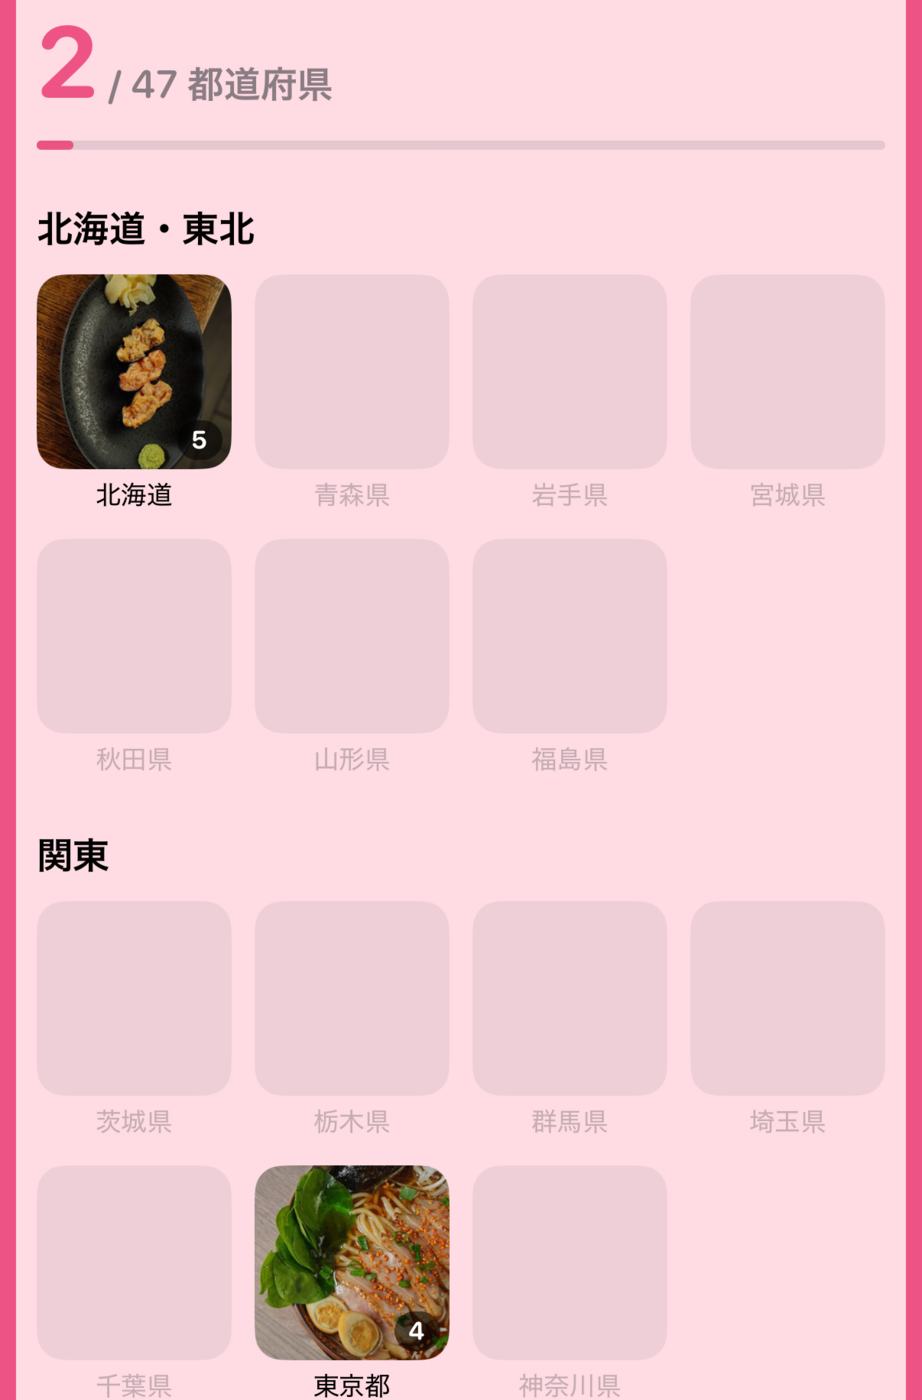 2 / 47 都道府県
北海道・東北
5
北海道 青森県 岩手県 宮城県
秋田県 山形県 福島県
関東
茨城県 栃木県 群馬県 埼玉県
4
千葉県 東京都 神奈川県